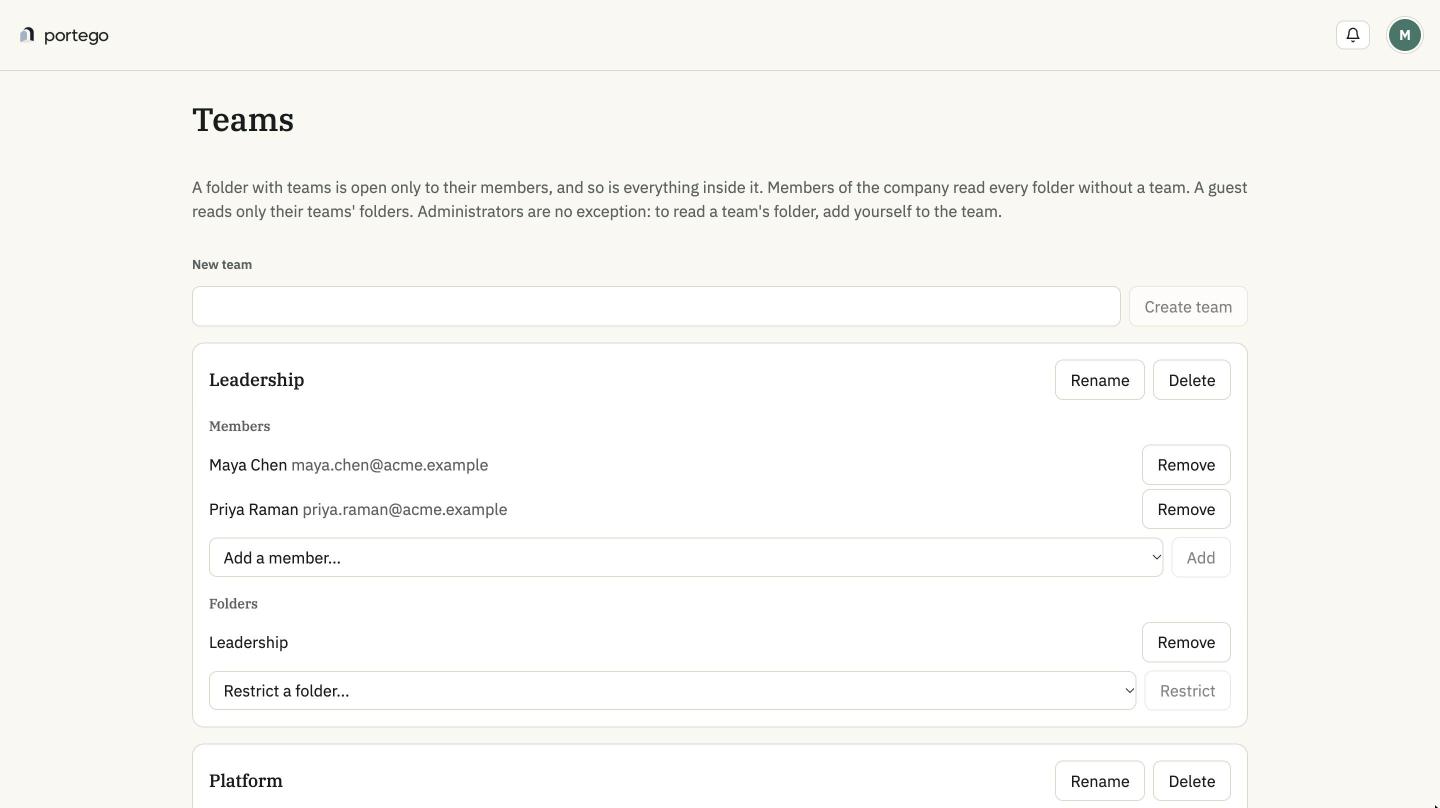 portego
M
Teams
A folder with teams is open only to their members, and so is everything inside it. Members of the company read every folder without a team. A guest
reads only their teams' folders. Administrators are no exception: to read a team's folder, add yourself to the team.
New team
Create team
Leadership
Rename
Delete
Members
Maya Chen maya.chen@acme.example
Remove
Priya Raman priya.raman@acme.example
Remove
Add a member...
Add
Folders
Leadership
Remove
Restrict a folder...
Restrict
Platform
Rename
Delete